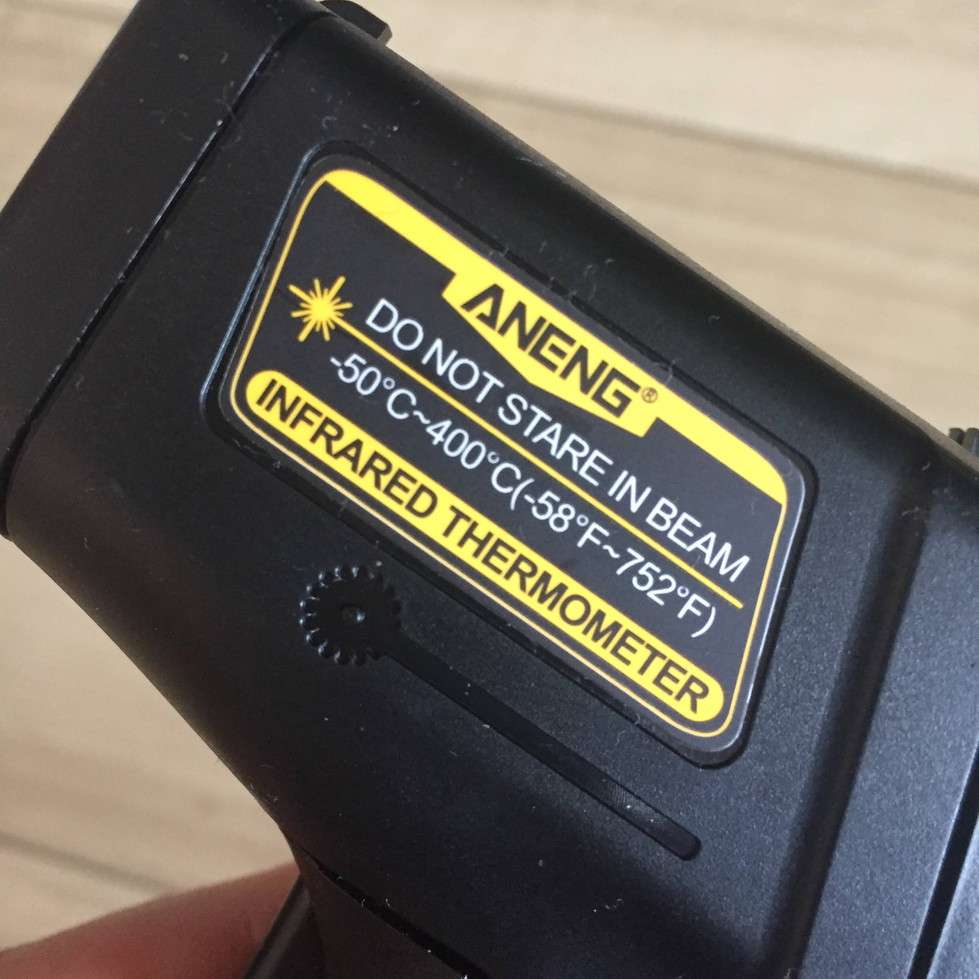 ANENG®
DO NOT STARE IN BEAM
-50°C~400°C(-58°F~752°F)
INFRARED THERMOMETER